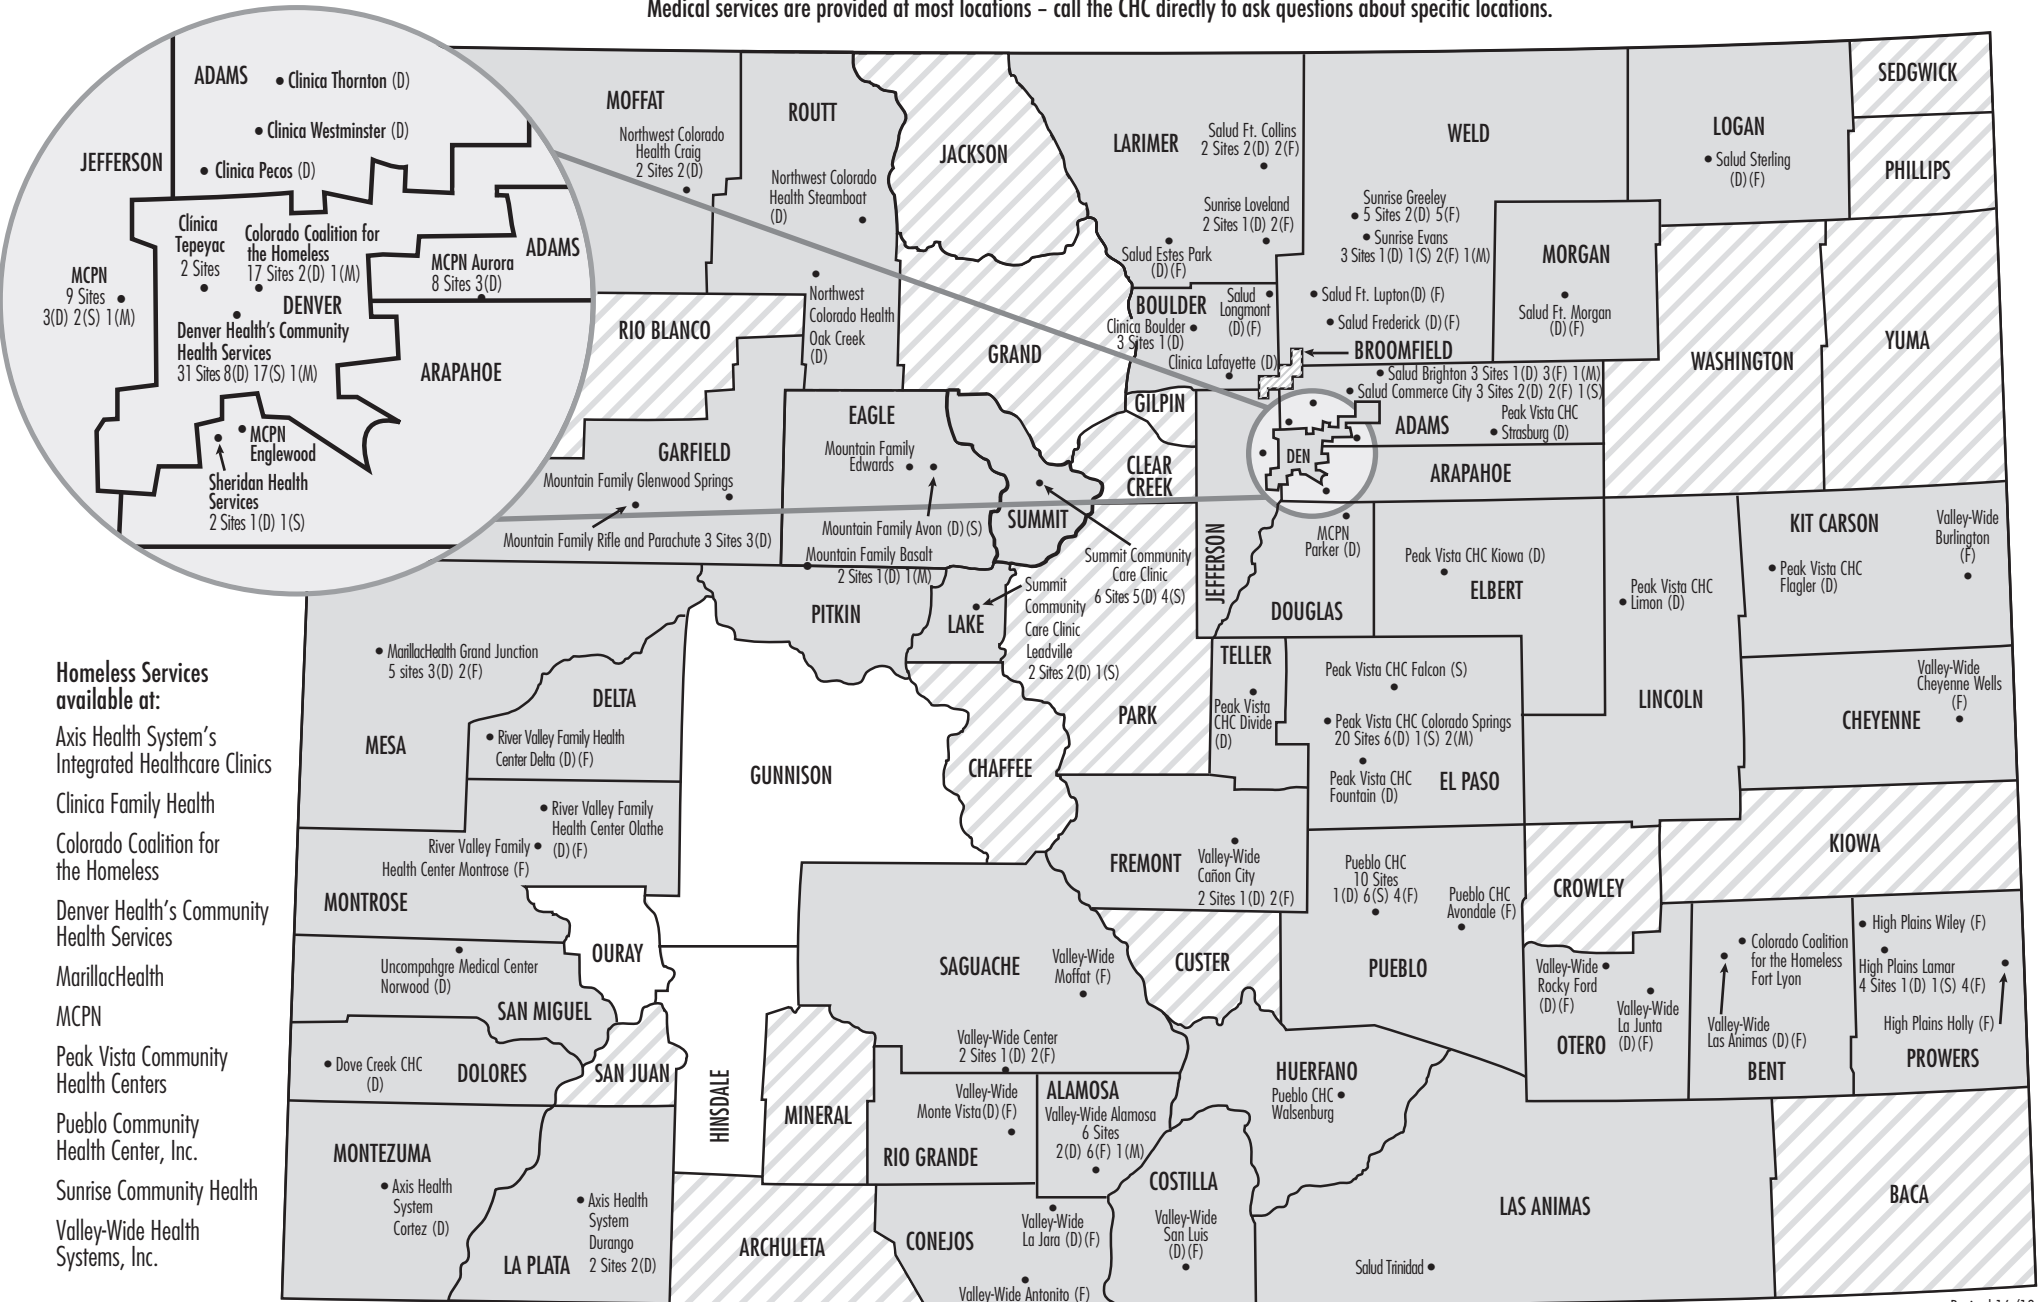 Medical services are provided at most locations – call the CHC directly to ask questions about specific locations.
ADAMS
Clinica Thornton (D)
Clinica Westminster (D)
JEFFERSON
Clinica Pecos (D)
Clínica
Tepeyac
2 Sites
Colorado Coalition for
the Homeless
17 Sites 2(D) 1(M)
ADAMS
MCPN Aurora
8 Sites 3(D)
MCPN
9 Sites
3(D) 2(S) 1(M)
DENVER
Denver Health's Community
Health Services
31 Sites 8(D) 17(S) 1(M)
ARAPAHOE
MCPN
Englewood
Sheridan Health
Services
2 Sites 1(D) 1(S)
MOFFAT
Northwest Colorado
Health Craig
2 Sites 2(D)
ROUTT
Northwest Colorado
Health Steamboat
(D)
Northwest
Colorado Health
Oak Creek
(D)
JACKSON
LARIMER
Salud Ft. Collins
2 Sites 2(D) 2(F)
Sunrise Loveland
2 Sites 1(D) 2(F)
Salud Estes Park
(D)(F)
WELD
Sunrise Greeley
5 Sites 2(D) 5(F)
Sunrise Evans
3 Sites 1(D) 1(S) 2(F) 1(M)
Salud Ft. Lupton(D) (F)
Salud Frederick (D)(F)
LOGAN
Salud Sterling
(D)(F)
SEDGWICK
PHILLIPS
MORGAN
Salud Ft. Morgan
(D)(F)
WASHINGTON
YUMA
RIO BLANCO
GRAND
BOULDER
Salud
Longmont
(D)(F)
Clinica Boulder
3 Sites 1(D)
Clinica Lafayette (D)
BROOMFIELD
Salud Brighton 3 Sites 1(D) 3(F) 1(M)
Salud Commerce City 3 Sites 2(D) 2(F) 1(S)
ADAMS
Peak Vista CHC
Strasburg (D)
GILPIN
CLEAR
CREEK
DEN
ARAPAHOE
GARFIELD
Mountain Family Glenwood Springs
Mountain Family Rifle and Parachute 3 Sites 3(D)
EAGLE
Mountain Family
Edwards
Mountain Family Avon (D)(S)
Mountain Family Basalt
2 Sites 1(D) 1(M)
SUMMIT
Summit Community
Care Clinic
6 Sites 5(D) 4(S)
JEFFERSON
MCPN
Parker (D)
DOUGLAS
Peak Vista CHC Kiowa (D)
ELBERT
Peak Vista CHC
Limon (D)
LINCOLN
KIT CARSON
Peak Vista CHC
Flagler (D)
Valley-Wide
Burlington
(F)
PITKIN
LAKE
Summit
Community
Care Clinic
Leadville
2 Sites 2(D) 1(S)
PARK
TELLER
Peak Vista
CHC Divide
(D)
Peak Vista CHC Falcon (S)
Peak Vista CHC Colorado Springs
20 Sites 6(D) 1(S) 2(M)
Peak Vista CHC
Fountain (D)
EL PASO
Valley-Wide
Cheyenne Wells
(F)
CHEYENNE
MarillacHealth Grand Junction
5 sites 3(D) 2(F)
MESA
DELTA
River Valley Family Health
Center Delta (D)(F)
GUNNISON
CHAFFEE
River Valley Family
Health Center Olathe
(D)(F)
River Valley Family
Health Center Montrose (F)
MONTROSE
FREMONT
Valley-Wide
Cañon City
2 Sites 1(D) 2(F)
Pueblo CHC
10 Sites
1(D) 6(S) 4(F)
Pueblo CHC
Avondale (F)
PUEBLO
CROWLEY
KIOWA
OURAY
Uncompahgre Medical Center
Norwood (D)
SAN MIGUEL
SAGUACHE
Valley-Wide
Moffat (F)
Valley-Wide Center
2 Sites 1(D) 2(F)
CUSTER
Valley-Wide
Rocky Ford
(D)(F)
Valley-Wide
La Junta
(D)(F)
OTERO
Colorado Coalition
for the Homeless
Fort Lyon
Valley-Wide
Las Animas (D)(F)
BENT
High Plains Wiley (F)
High Plains Lamar
4 Sites 1(D) 1(S) 4(F)
High Plains Holly (F)
PROWERS
Dove Creek CHC
(D)
DOLORES
SAN JUAN
HINSDALE
MINERAL
Valley-Wide
Monte Vista(D)(F)
RIO GRANDE
ALAMOSA
Valley-Wide Alamosa
6 Sites
2(D) 6(F) 1(M)
HUERFANO
Pueblo CHC
Walsenburg
MONTEZUMA
Axis Health
System
Cortez (D)
Axis Health
System
Durango
2 Sites 2(D)
LA PLATA
ARCHULETA
CONEJOS
Valley-Wide
La Jara (D)(F)
Valley-Wide Antonito (F)
COSTILLA
Valley-Wide
San Luis
(D)(F)
LAS ANIMAS
Salud Trinidad
BACA
Homeless Services
available at:
Axis Health System's
Integrated Healthcare Clinics
Clinica Family Health
Colorado Coalition for
the Homeless
Denver Health's Community
Health Services
MarillacHealth
MCPN
Peak Vista Community
Health Centers
Pueblo Community
Health Center, Inc.
Sunrise Community Health
Valley-Wide Health
Systems, Inc.